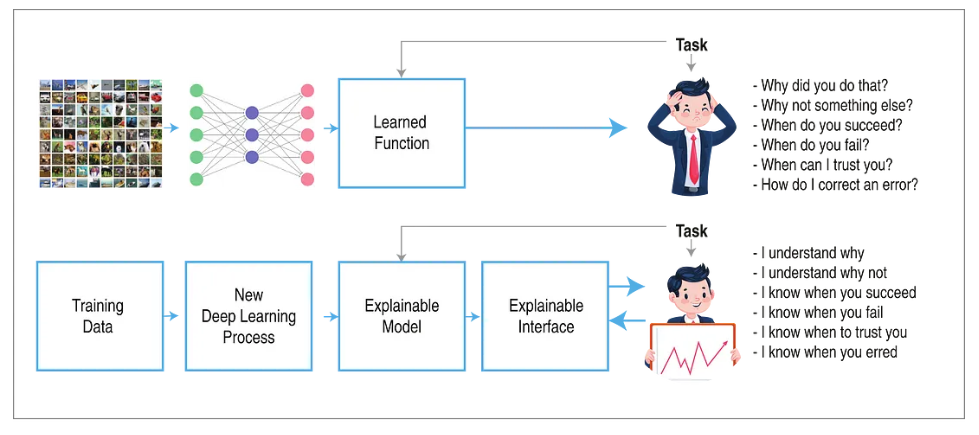 Task
Learned
Function
- Why did you do that?
- Why not something else?
- When do you succeed?
- When do you fail?
- When can I trust you?
- How do I correct an error?
Task
Training
Data
New
Deep Learning
Process
Explainable
Model
Explainable
Interface
- I understand why
- I understand why not
- I know when you succeed
- I know when you fail
- I know when to trust you
- I know when you erred